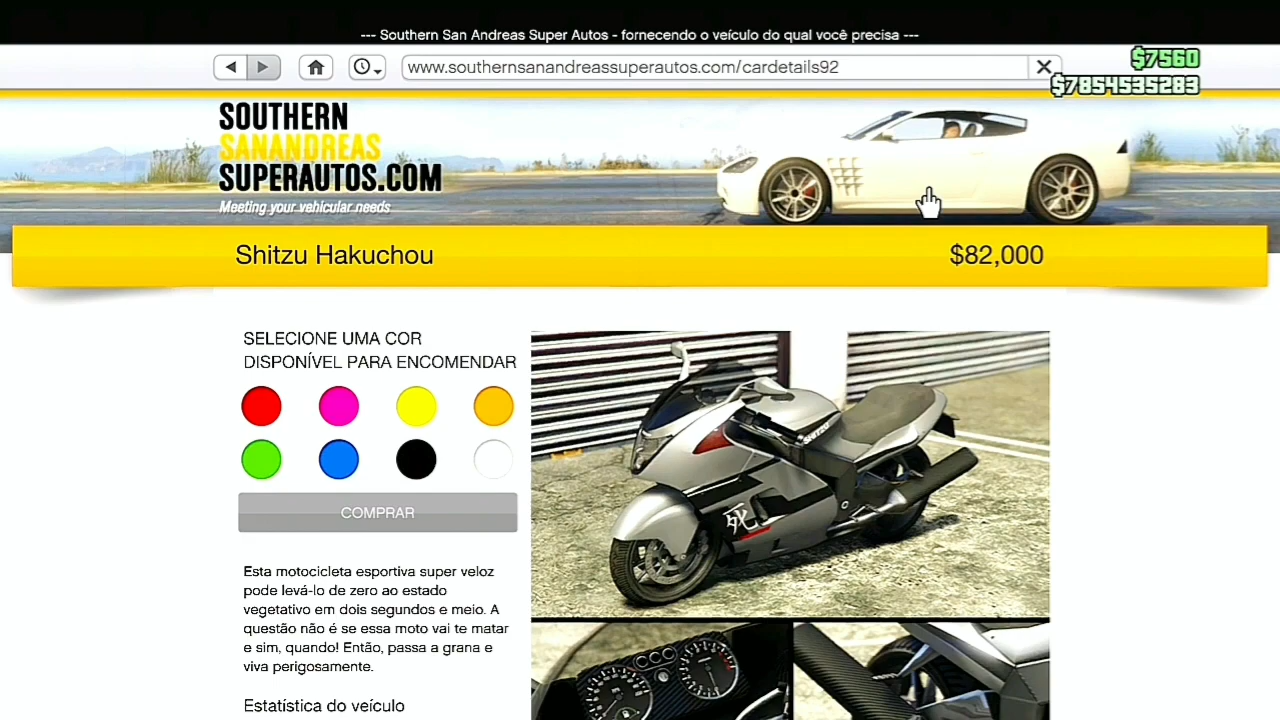 --- Southern San Andreas Super Autos - fornecendo o veículo do qual você precisa ---
www.southernsanandreassuperautos.com/cardetails92
$7560
$7854535283
SOUTHERN
SANANDREAS
SUPERAUTOS.COM
Meeting your vehicular needs
Shitzu Hakuchou
$82,000
SELECIONE UMA COR
DISPONÍVEL PARA ENCOMENDAR
COMPRAR
Esta motocicleta esportiva super veloz
pode levá-lo de zero ao estado
vegetativo em dois segundos e meio. A
questão não é se essa moto vai te matar
e sim, quando! Então, passa a grana e
viva perigosamente.
Estatística do veículo
死